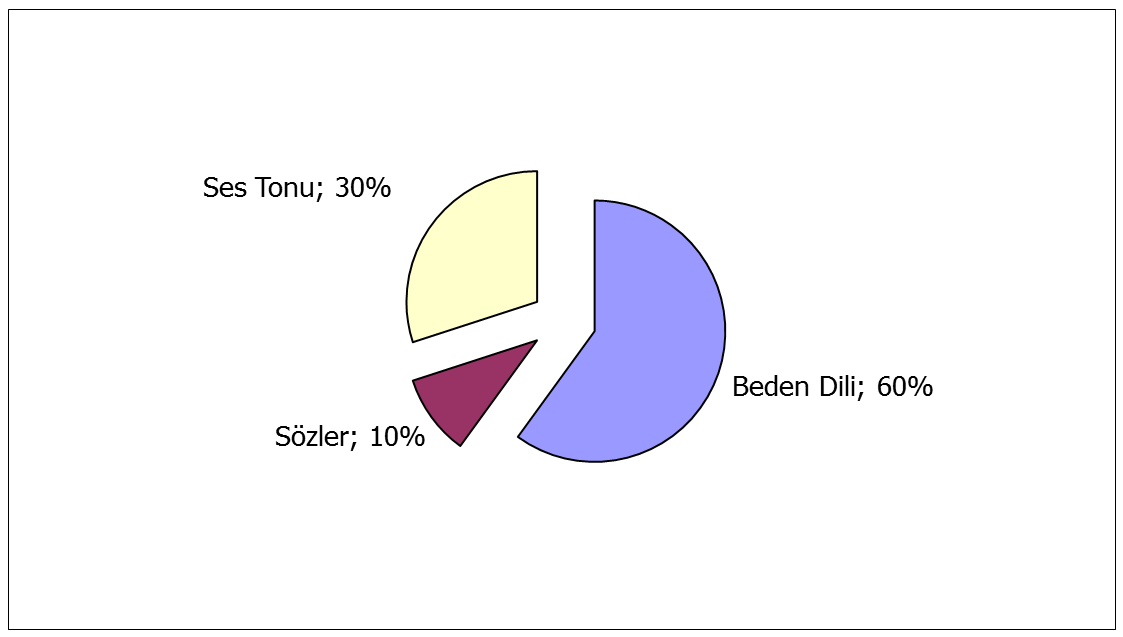 Ses Tonu; 30%
Beden Dili; 60%
Sözler; 10%